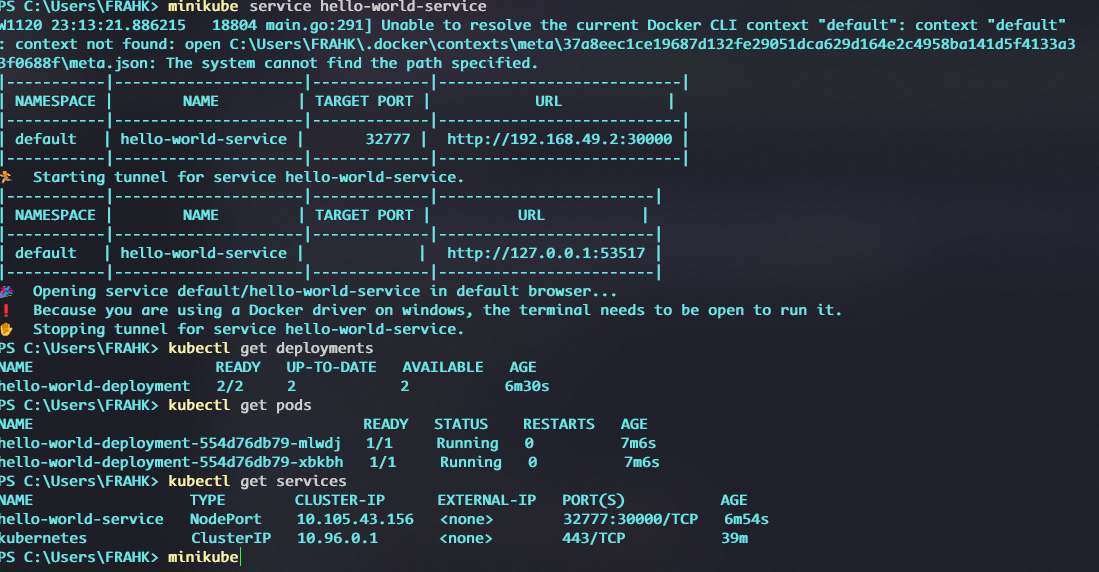 PS C:\Users\FRAHK> minikube service hello-world-service
W1120 23:13:21.886215   18804 main.go:291] Unable to resolve the current Docker CLI context "default": context "default"
: context not found: open C:\Users\FRAHK\.docker\contexts\meta\37a8eec1ce19687d132fe29051dca629d164e2c4958ba141d5f4133a3
3f0688f\meta.json: The system cannot find the path specified.
|-----------|---------------------|-------------|---------------------------|
| NAMESPACE |        NAME         | TARGET PORT |            URL            |
|-----------|---------------------|-------------|---------------------------|
| default   | hello-world-service |       32777 | http://192.168.49.2:30000 |
|-----------|---------------------|-------------|---------------------------|
🏃  Starting tunnel for service hello-world-service.
|-----------|---------------------|-------------|------------------------|
| NAMESPACE |        NAME         | TARGET PORT |          URL           |
|-----------|---------------------|-------------|------------------------|
| default   | hello-world-service |             | http://127.0.0.1:53517 |
|-----------|---------------------|-------------|------------------------|
🎉  Opening service default/hello-world-service in default browser...
❗  Because you are using a Docker driver on windows, the terminal needs to be open to run it.
✋  Stopping tunnel for service hello-world-service.
PS C:\Users\FRAHK> kubectl get deployments
NAME                     READY   UP-TO-DATE   AVAILABLE   AGE
hello-world-deployment   2/2     2            2           6m30s
PS C:\Users\FRAHK> kubectl get pods
NAME                                      READY   STATUS    RESTARTS   AGE
hello-world-deployment-554d76db79-mlwdj   1/1     Running   0          7m6s
hello-world-deployment-554d76db79-xbkbh   1/1     Running   0          7m6s
PS C:\Users\FRAHK> kubectl get services
NAME                  TYPE        CLUSTER-IP      EXTERNAL-IP   PORT(S)           AGE
hello-world-service   NodePort    10.105.43.156   <none>        32777:30000/TCP   6m54s
kubernetes            ClusterIP   10.96.0.1       <none>        443/TCP           39m
PS C:\Users\FRAHK> minikube